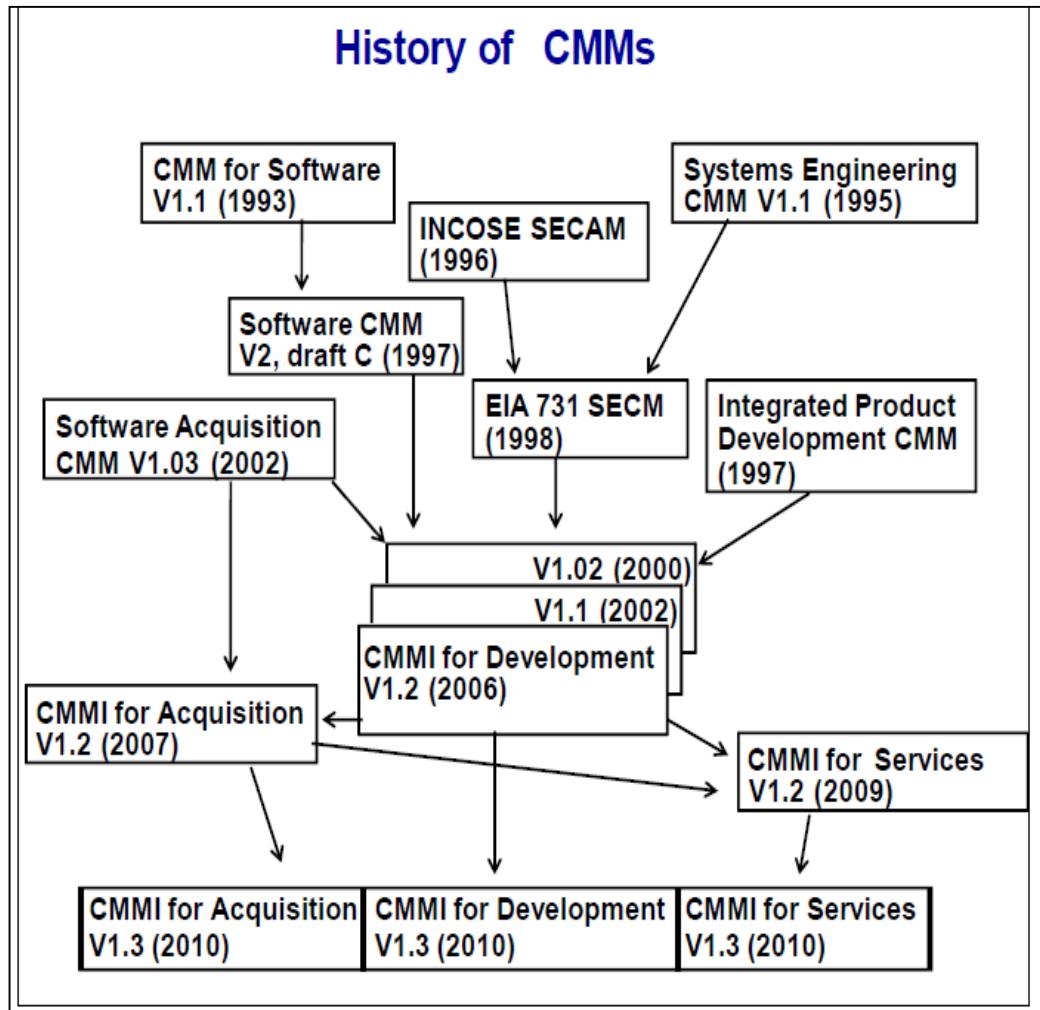 History of CMMs
CMM for Software
V1.1 (1993)
Systems Engineering
CMM V1.1 (1995)
INCOSE SECAM
(1996)
Software CMM
V2, draft C (1997)
EIA 731 SECM
(1998)
Integrated Product
Development CMM
(1997)
Software Acquisition
CMM V1.03 (2002)
V1.02 (2000)
V1.1 (2002)
CMMI for Development
V1.2 (2006)
CMMI for Acquisition
V1.2 (2007)
CMMI for Services
V1.2 (2009)
CMMI for Acquisition
V1.3 (2010)
CMMI for Development
V1.3 (2010)
CMMI for Services
V1.3 (2010)